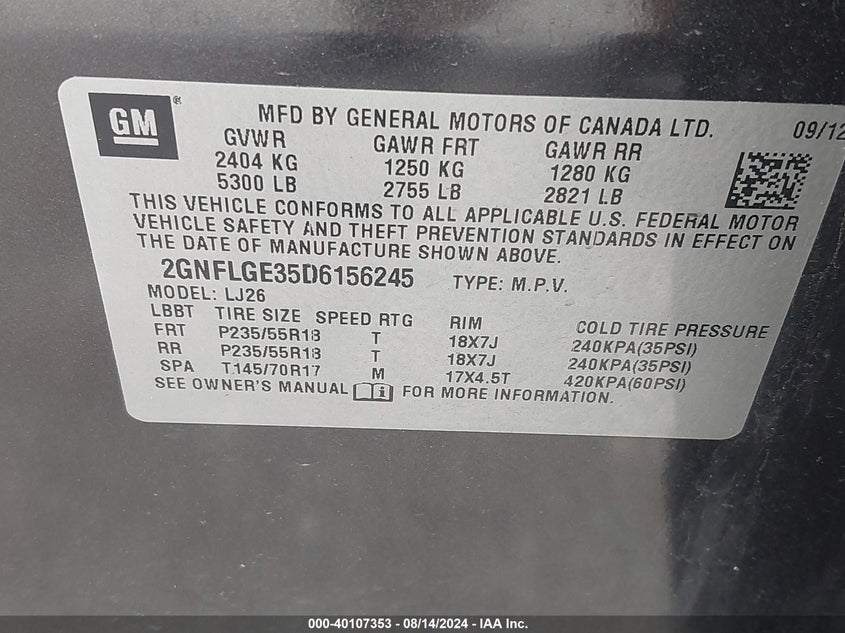 GM ®
MFD BY GENERAL MOTORS OF CANADA LTD. 09/12
GVWR GAWR FRT GAWR RR
2404 KG 1250 KG 1280 KG
5300 LB 2755 LB 2821 LB
THIS VEHICLE CONFORMS TO ALL APPLICABLE U.S. FEDERAL MOTOR
VEHICLE SAFETY AND THEFT PREVENTION STANDARDS IN EFFECT ON
THE DATE OF MANUFACTURE SHOWN ABOVE.
2GNFLGE35D6156245 TYPE: M.P.V.
MODEL: LJ26
LBBT TIRE SIZE SPEED RTG RIM COLD TIRE PRESSURE
FRT P235/55R18 T 18X7J 240KPA(35PSI)
RR P235/55R18 T 18X7J 240KPA(35PSI)
SPA T145/70R17 M 17X4.5T 420KPA(60PSI)
SEE OWNER'S MANUAL FOR MORE INFORMATION.
000-40107353 - 08/14/2024 - IAA Inc.